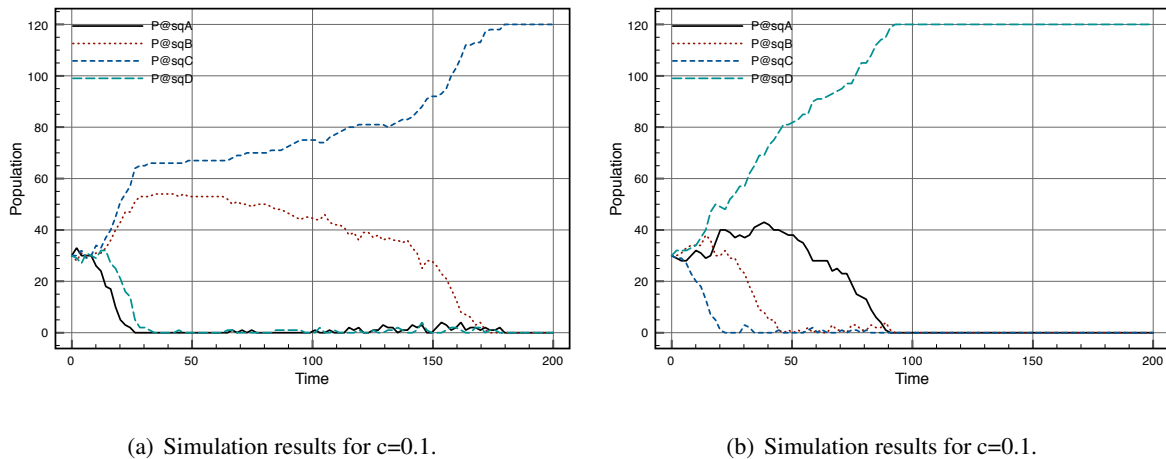 120
100
80
60
40
20
0
Population
P@sqA
P@sqB
P@sqC
P@sqD
0 50 100 150 200
Time
(a) Simulation results for c=0.1.
120
100
80
60
40
20
0
Population
P@sqA
P@sqB
P@sqC
P@sqD
0 50 100 150 200
Time
(b) Simulation results for c=0.1.